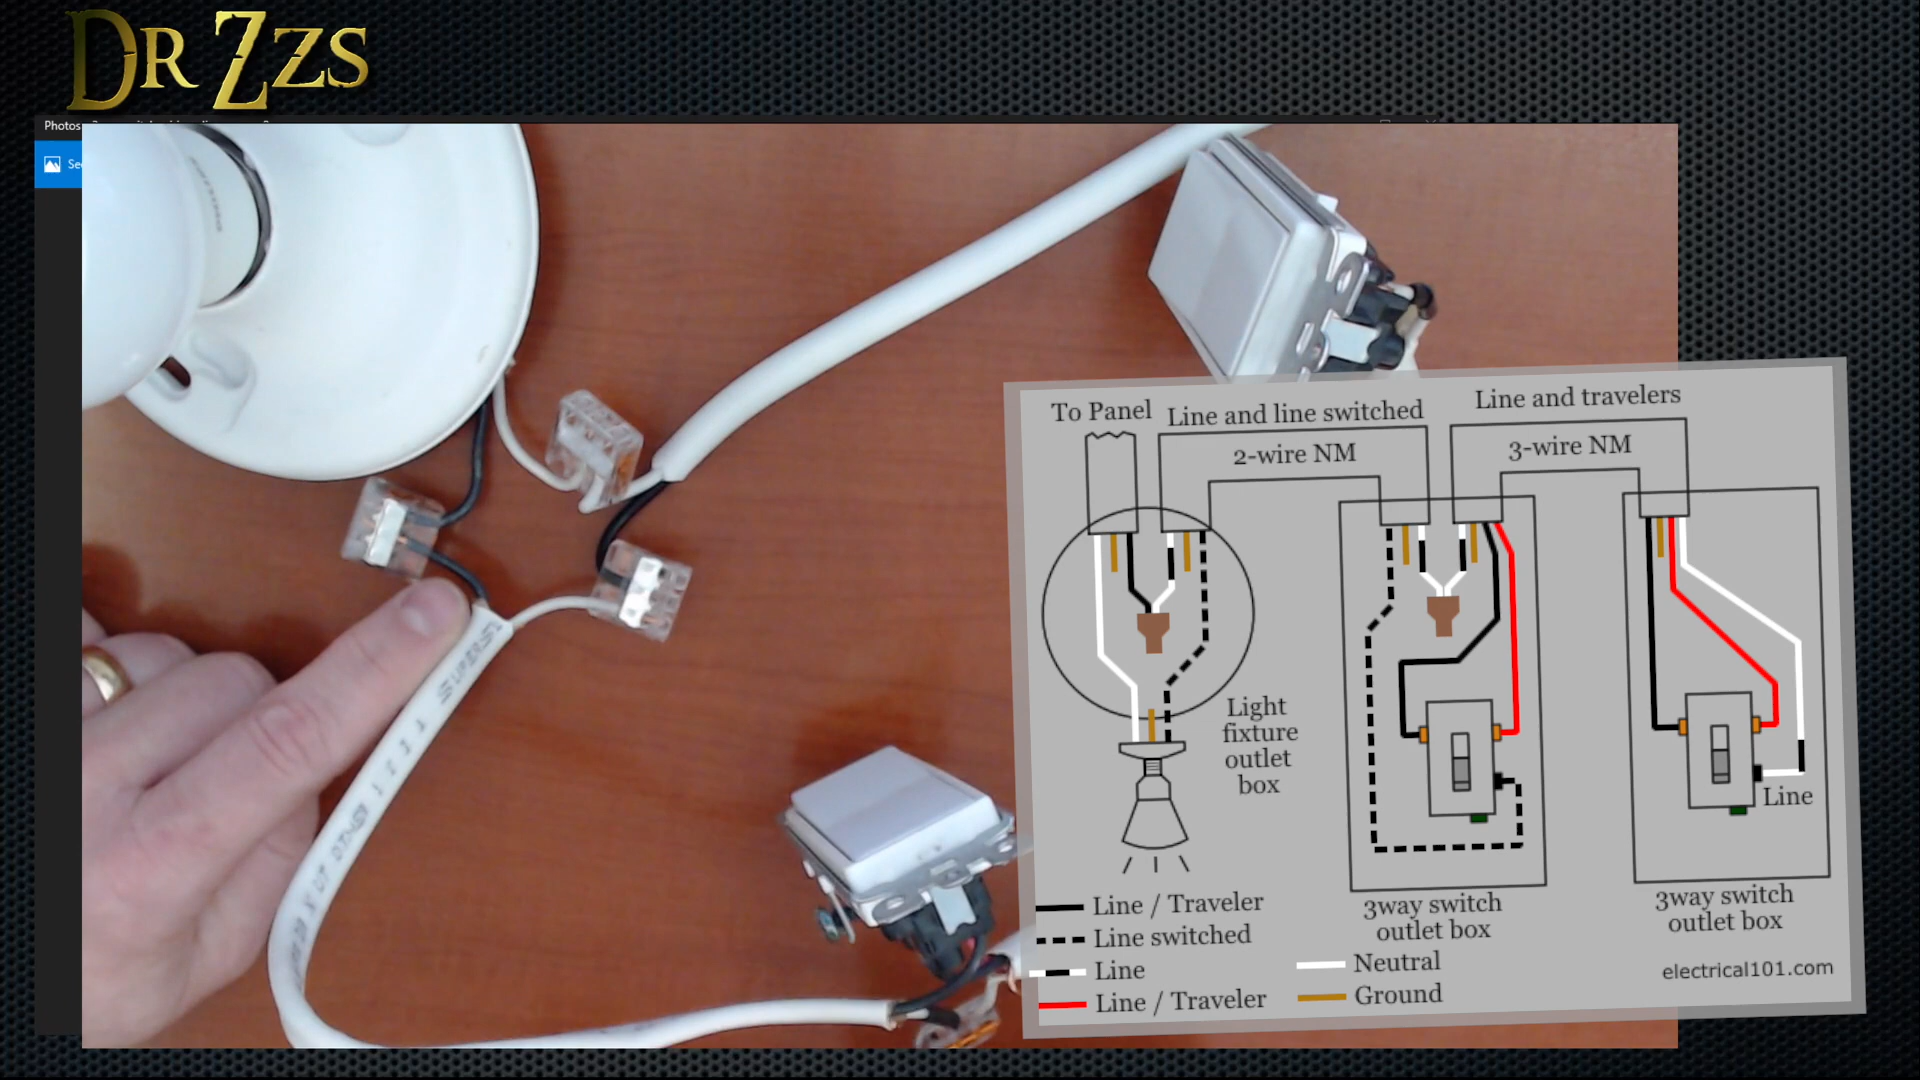 DR ZZS
Photos
To Panel
Line and line switched
Line and travelers
2-wire NM
3-wire NM
Light
fixture
outlet
box
Line
3way switch
outlet box
3way switch
outlet box
Line / Traveler
Line switched
Line
Line / Traveler
Neutral
Ground
electrical101.com